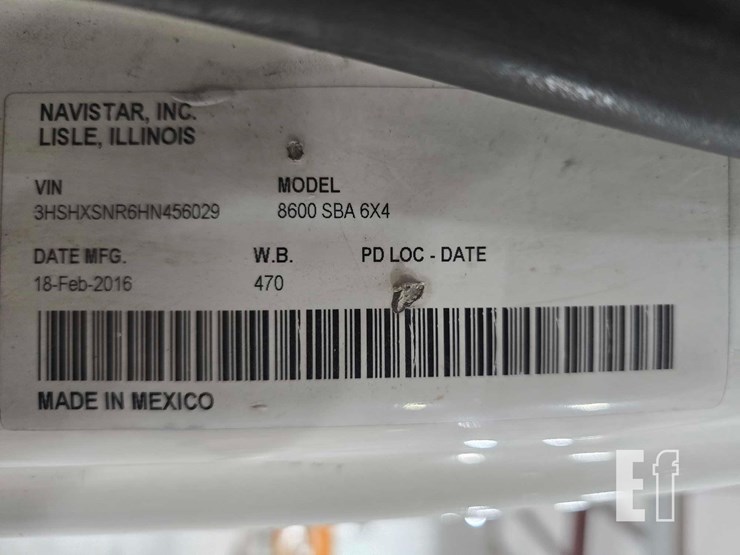 NAVISTAR, INC.
LISLE, ILLINOIS
VIN MODEL
3HSHXSNR6HN456029 8600 SBA 6X4
DATE MFG. W.B. PD LOC - DATE
18-Feb-2016 470
MADE IN MEXICO
Ef